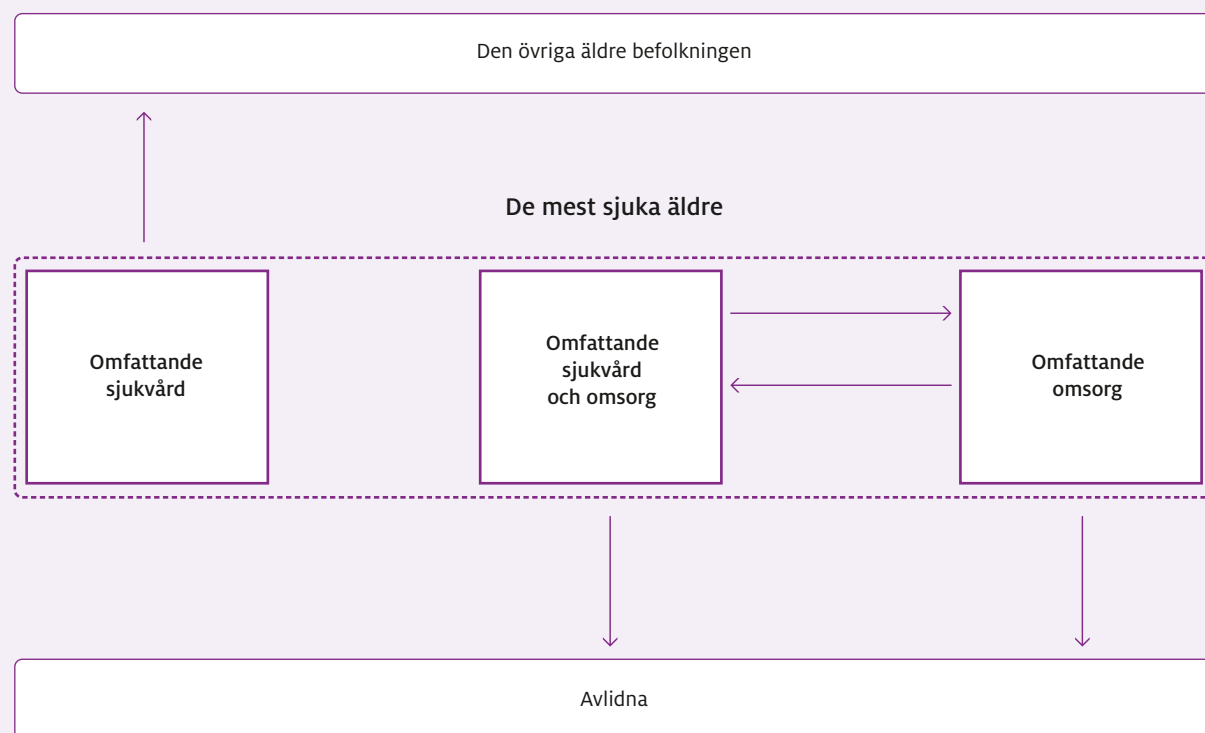 Den övriga äldre befolkningen
De mest sjuka äldre
Omfattande
sjukvård
Omfattande
sjukvård
och omsorg
Omfattande
omsorg
Avlidna